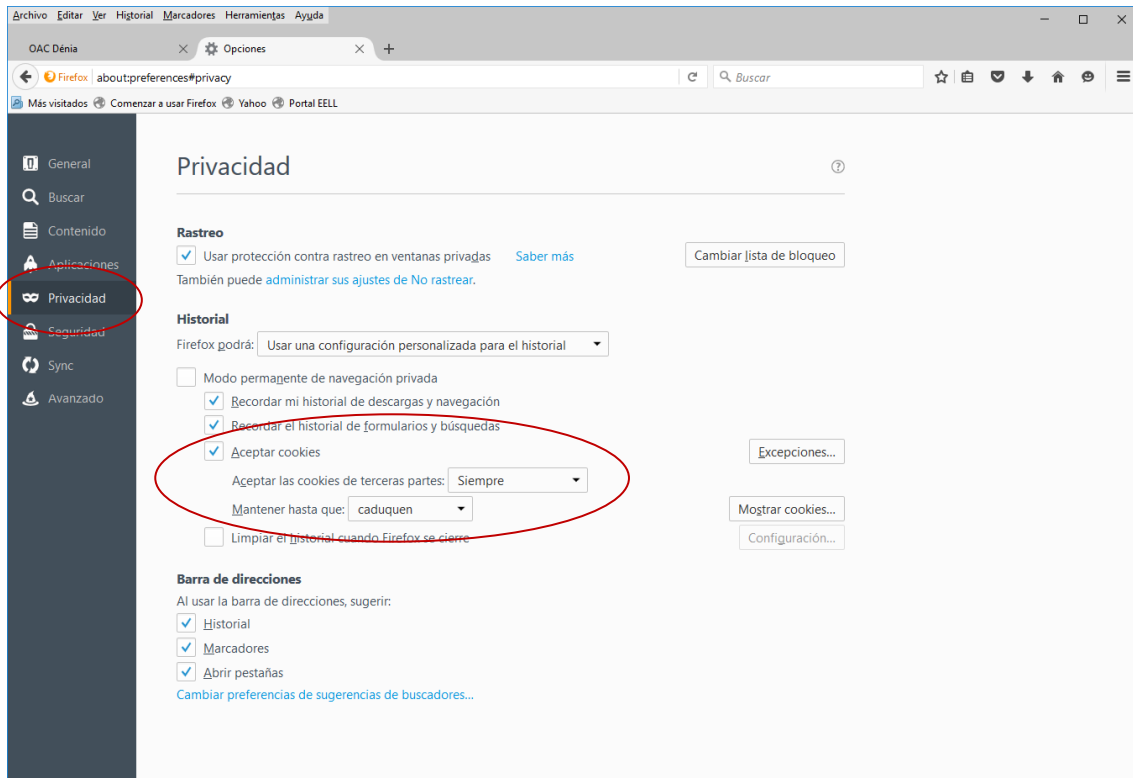 Archivo Editar Ver Historial Marcadores Herramientas Ayuda
OAC Dénia Opciones
Firefox about:preferences#privacy Buscar
Más visitados Comenzar a usar Firefox Yahoo Portal EELL
General
Buscar
Contenido
Aplicaciones
Privacidad
Seguridad
Sync
Avanzado
Privacidad
Rastreo
Usar protección contra rastreo en ventanas privadas Saber más Cambiar lista de bloqueo
También puede administrar sus ajustes de No rastrear.
Historial
Firefox podrá: Usar una configuración personalizada para el historial
Modo permanente de navegación privada
Recordar mi historial de descargas y navegación
Recordar el historial de formularios y búsquedas
Aceptar cookies Excepciones...
Aceptar las cookies de terceras partes: Siempre
Mantener hasta que: caduquen Mostrar cookies...
Limpiar el historial cuando Firefox se cierre Configuración...
Barra de direcciones
Al usar la barra de direcciones, sugerir:
Historial
Marcadores
Abrir pestañas
Cambiar preferencias de sugerencias de buscadores...